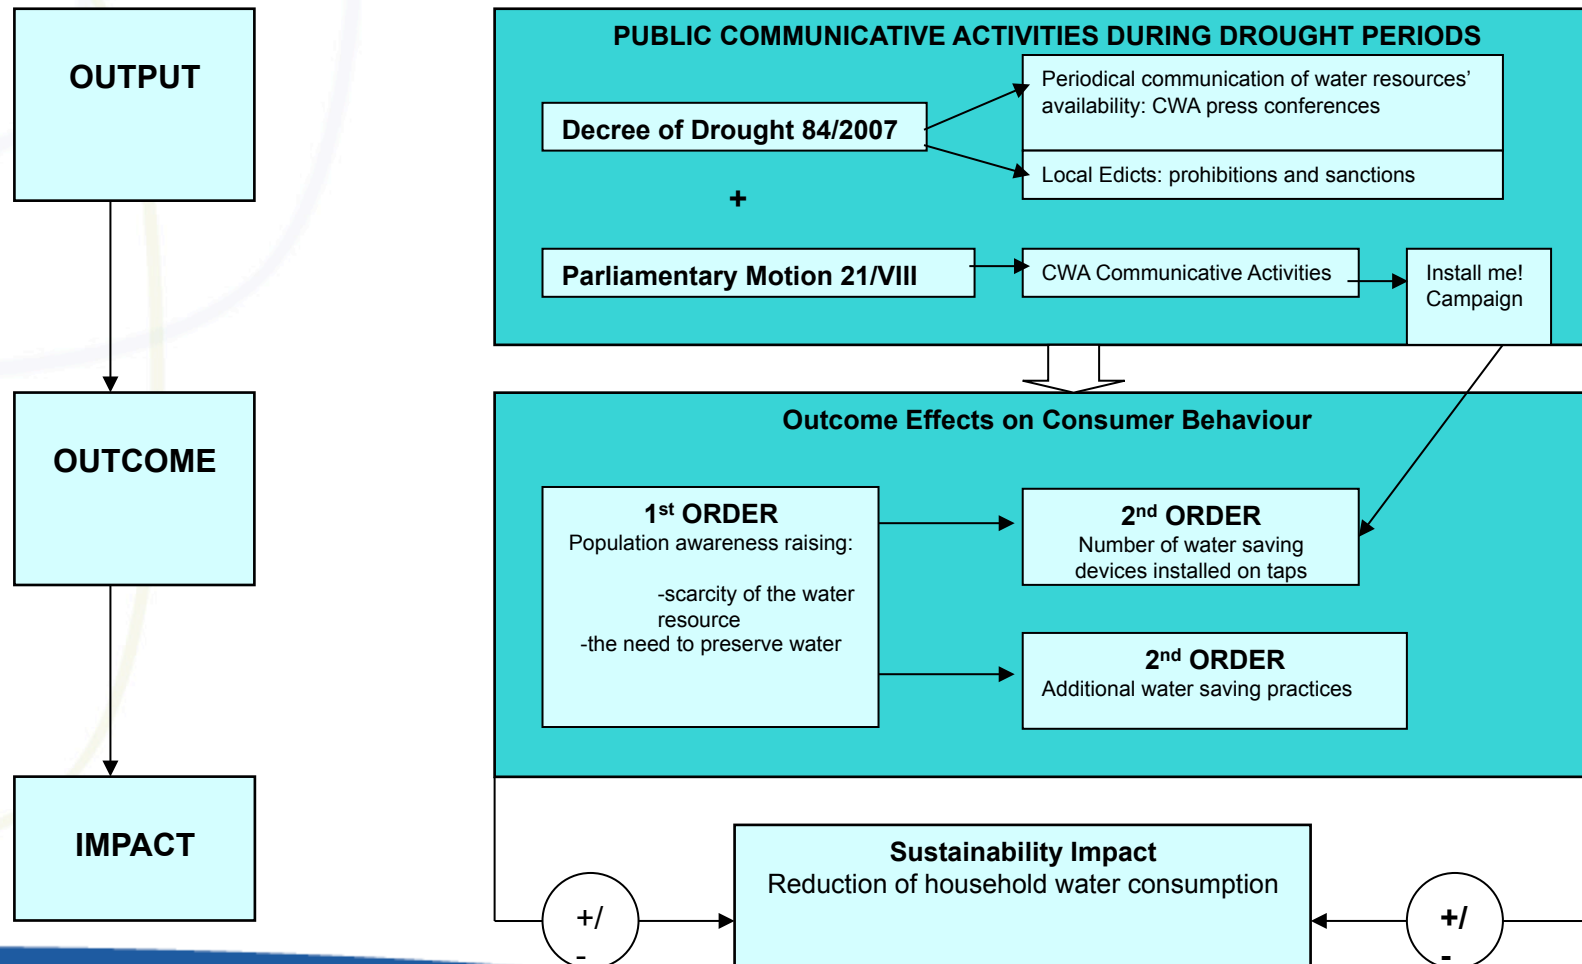 OUTPUT
PUBLIC COMMUNICATIVE ACTIVITIES DURING DROUGHT PERIODS
Decree of Drought 84/2007
Periodical communication of water resources’
availability: CWA press conferences
Local Edicts: prohibitions and sanctions
+
Parliamentary Motion 21/VIII
CWA Communicative Activities
Install me!
Campaign
OUTCOME
Outcome Effects on Consumer Behaviour
1st ORDER
Population awareness raising:
-scarcity of the water
resource
-the need to preserve water
2nd ORDER
Number of water saving
devices installed on taps
2nd ORDER
Additional water saving practices
IMPACT
Sustainability Impact
Reduction of household water consumption
+/
-
+/
-